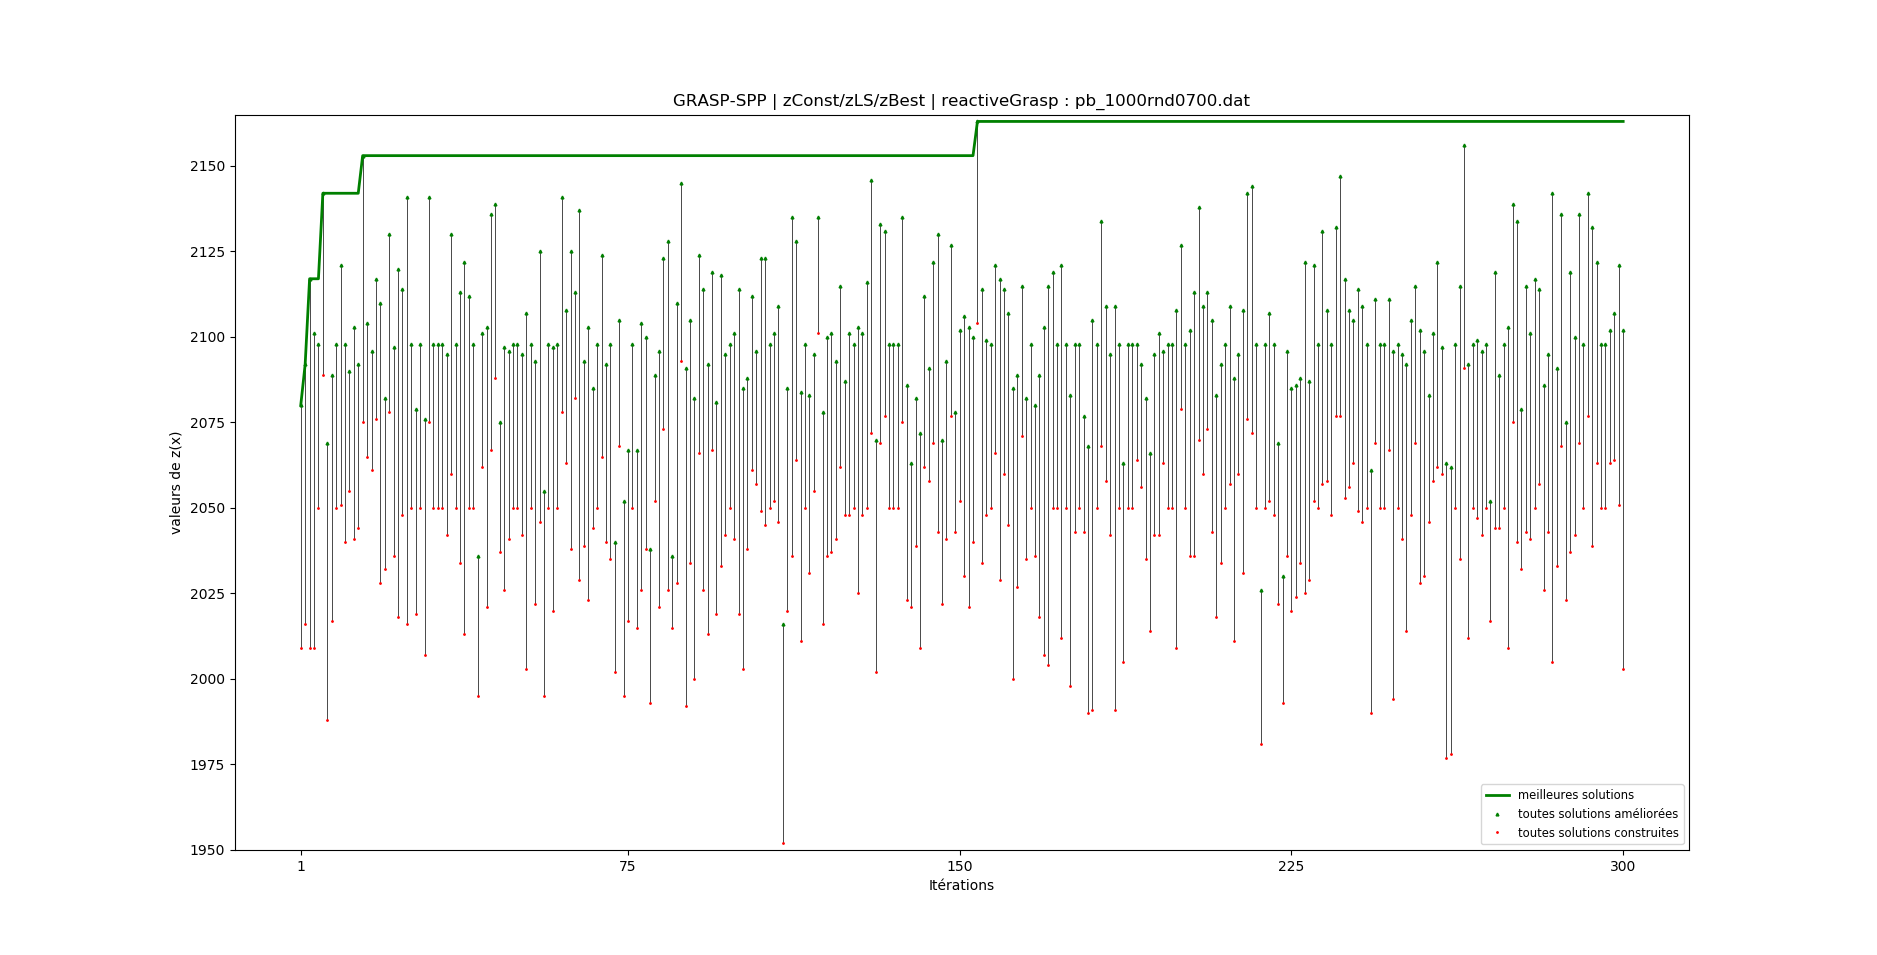 GRASP-SPP | zConst/zLS/zBest | reactiveGrasp : pb_1000rnd0700.dat
valeurs de z(x)
2150
2125
2100
2075
2050
2025
2000
1975
1950
1
75
150
225
300
Itérations
meilleures solutions
toutes solutions améliorées
toutes solutions construites